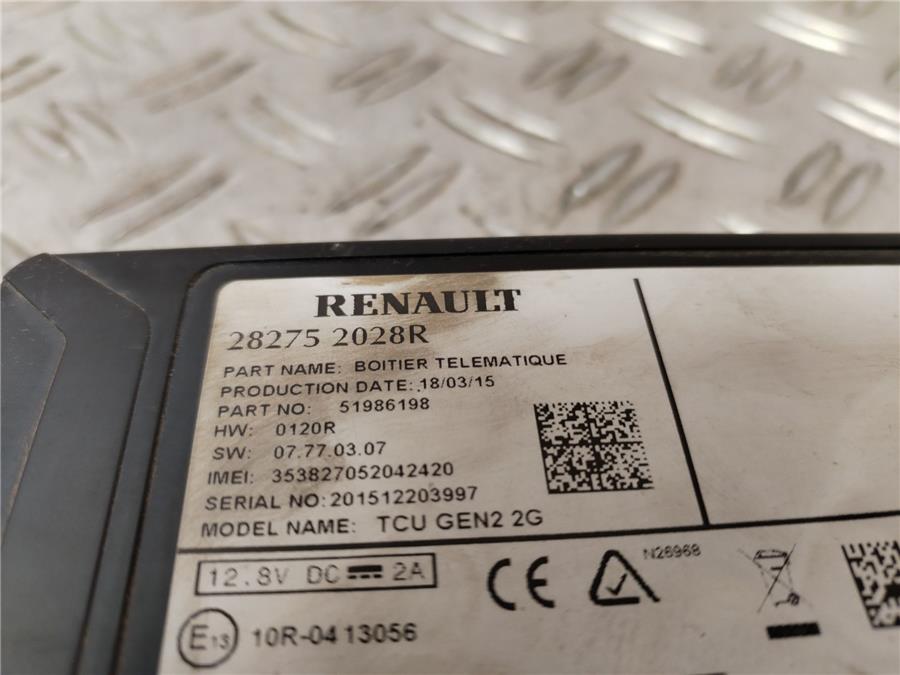 RENAULT
28275 2028R
PART NAME: BOITIER TELEMATIQUE
PRODUCTION DATE: 18/03/15
PART NO: 51986198
HW: 0120R
SW: 07.77.03.07
IMEI: 353827052042420
SERIAL NO: 201512203997
MODEL NAME: TCU GEN2 2G
12.8V DC 2A
CE N26968
E13 10R-04 13056